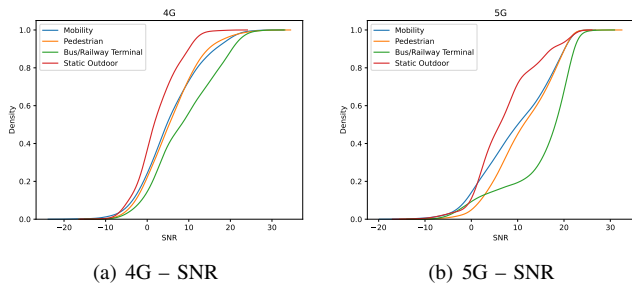 4G
Mobility
Pedestrian
Bus/Railway Terminal
Static Outdoor
Density
1.0
0.8
0.6
0.4
0.2
0.0
−20
−10
0
10
20
30
SNR
(a) 4G – SNR
5G
Mobility
Pedestrian
Bus/Railway Terminal
Static Outdoor
Density
1.0
0.8
0.6
0.4
0.2
0.0
−20
−10
0
10
20
30
SNR
(b) 5G – SNR